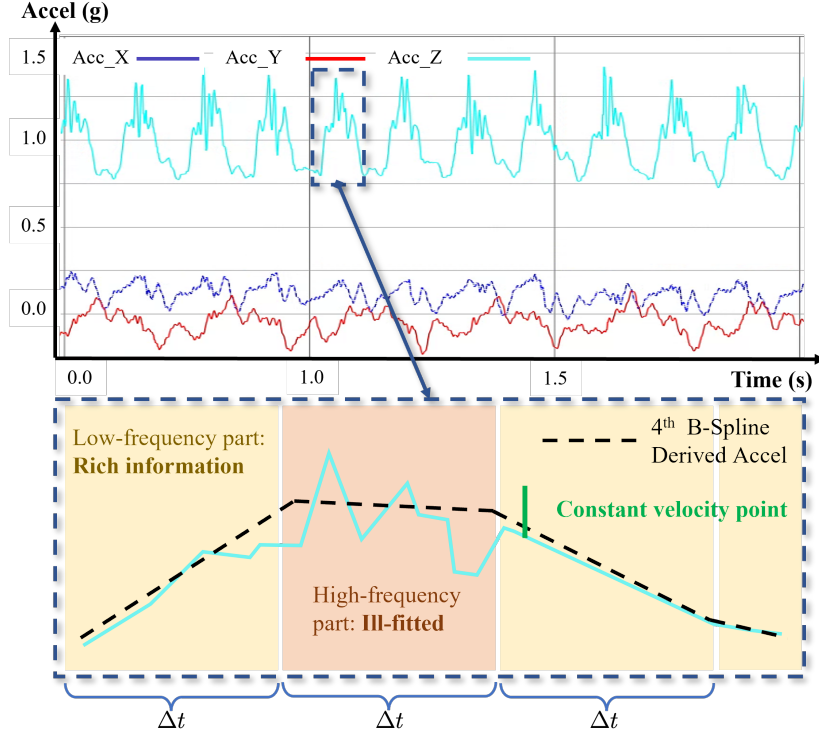 Accel (g)
1.5
Acc_X
Acc_Y
Acc_Z
1.0
0.5
0.0
0.0
1.0
1.5
Time (s)
Low-frequency part:
Rich information
4th B-Spline
Derived Accel
Constant velocity point
High-frequency
part: Ill-fitted
Δt
Δt
Δt